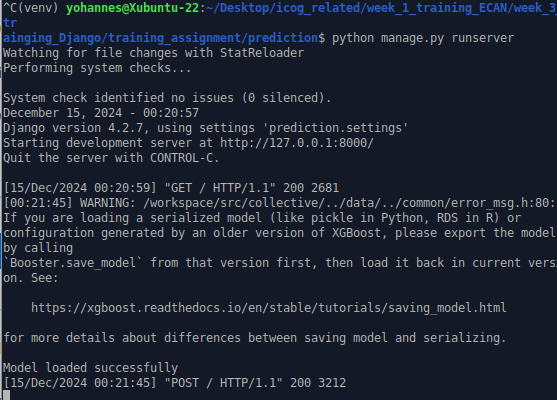 ^C(venv) yohannes@Xubuntu-22:~/Desktop/icog_related/week_1_training_ECAN/week_3_
tr
ainging_Django/training_assignment/prediction$ python manage.py runserver
Watching for file changes with StatReloader
Performing system checks...
System check identified no issues (0 silenced).
December 15, 2024 - 00:20:57
Django version 4.2.7, using settings 'prediction.settings'
Starting development server at http://127.0.0.1:8000/
Quit the server with CONTROL-C.
[15/Dec/2024 00:20:59] "GET / HTTP/1.1" 200 2681
[00:21:45] WARNING: /workspace/src/collective/../data/../common/error_msg.h:80:
If you are loading a serialized model (like pickle in Python, RDS in R) or
configuration generated by an older version of XGBoost, please export the model
by calling
`Booster.save_model` from that version first, then load it back in current versi
on. See:
https://xgboost.readthedocs.io/en/stable/tutorials/saving_model.html
for more details about differences between saving model and serializing.
Model loaded successfully
[15/Dec/2024 00:21:45] "POST / HTTP/1.1" 200 3212